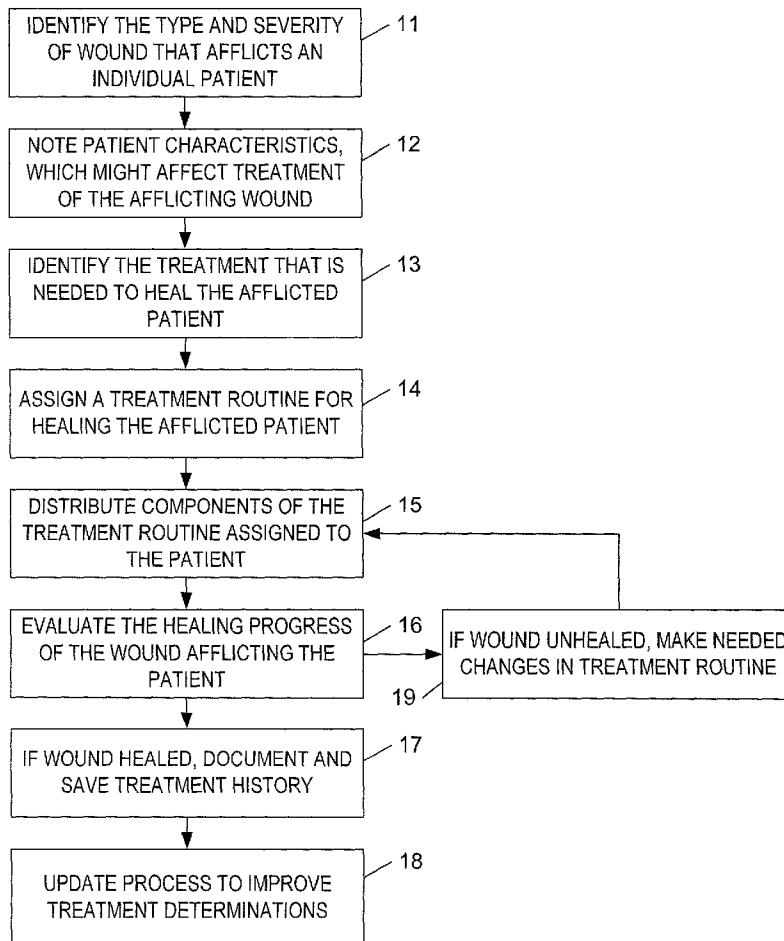 IDENTIFY THE TYPE AND SEVERITY
OF WOUND THAT AFFLICTS AN
INDIVIDUAL PATIENT
11
NOTE PATIENT CHARACTERISTICS,
WHICH MIGHT AFFECT TREATMENT
OF THE AFFLICTING WOUND
12
IDENTIFY THE TREATMENT THAT IS
NEEDED TO HEAL THE AFFLICTED
PATIENT
13
ASSIGN A TREATMENT ROUTINE FOR
HEALING THE AFFLICTED PATIENT
14
DISTRIBUTE COMPONENTS OF THE
TREATMENT ROUTINE ASSIGNED TO
THE PATIENT
15
EVALUATE THE HEALING PROGRESS
OF THE WOUND AFFLICTING THE
PATIENT
16
IF WOUND UNHEALED, MAKE NEEDED
CHANGES IN TREATMENT ROUTINE
19
IF WOUND HEALED, DOCUMENT AND
SAVE TREATMENT HISTORY
17
UPDATE PROCESS TO IMPROVE
TREATMENT DETERMINATIONS
18